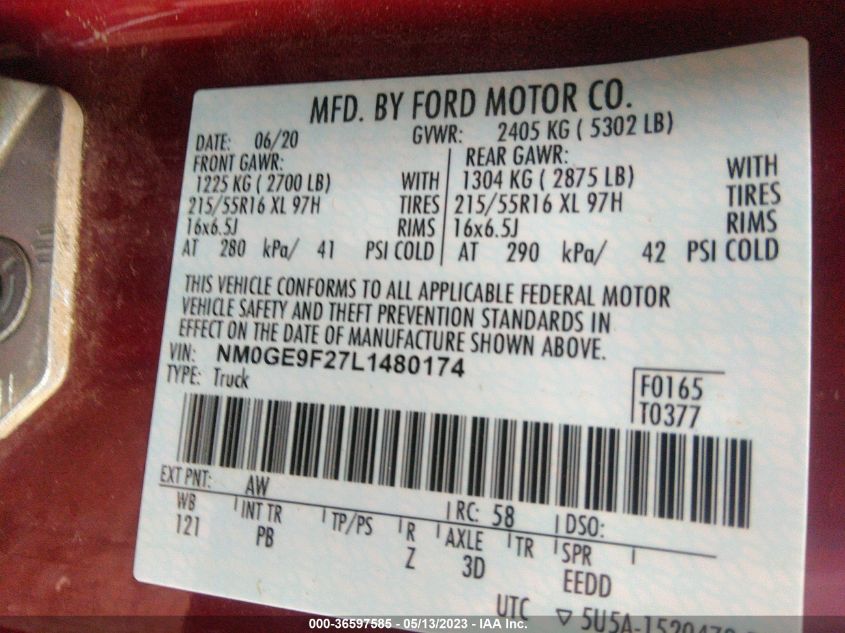 MFD. BY FORD MOTOR CO.
DATE: 06/20 GVWR: 2405 KG ( 5302 LB)
FRONT GAWR: REAR GAWR:
1225 KG ( 2700 LB) WITH 1304 KG ( 2875 LB) WITH
215/55R16 XL 97H TIRES 215/55R16 XL 97H TIRES
16x6.5J RIMS 16x6.5J RIMS
AT 280 kPa/ 41 PSI COLD AT 290 kPa/ 42 PSI COLD
THIS VEHICLE CONFORMS TO ALL APPLICABLE FEDERAL MOTOR
VEHICLE SAFETY AND THEFT PREVENTION STANDARDS IN
EFFECT ON THE DATE OF MANUFACTURE SHOWN ABOVE.
VIN: NM0GE9F27L1480174
TYPE: Truck
F0165
T0377
EXT PNT: AW RC: 58 DSO:
WB INT TR TP/PS R AXLE TR SPR
121 PB Z 3D EEDD
UTC
000-36597585 - 05/13/2023 - IAA Inc.